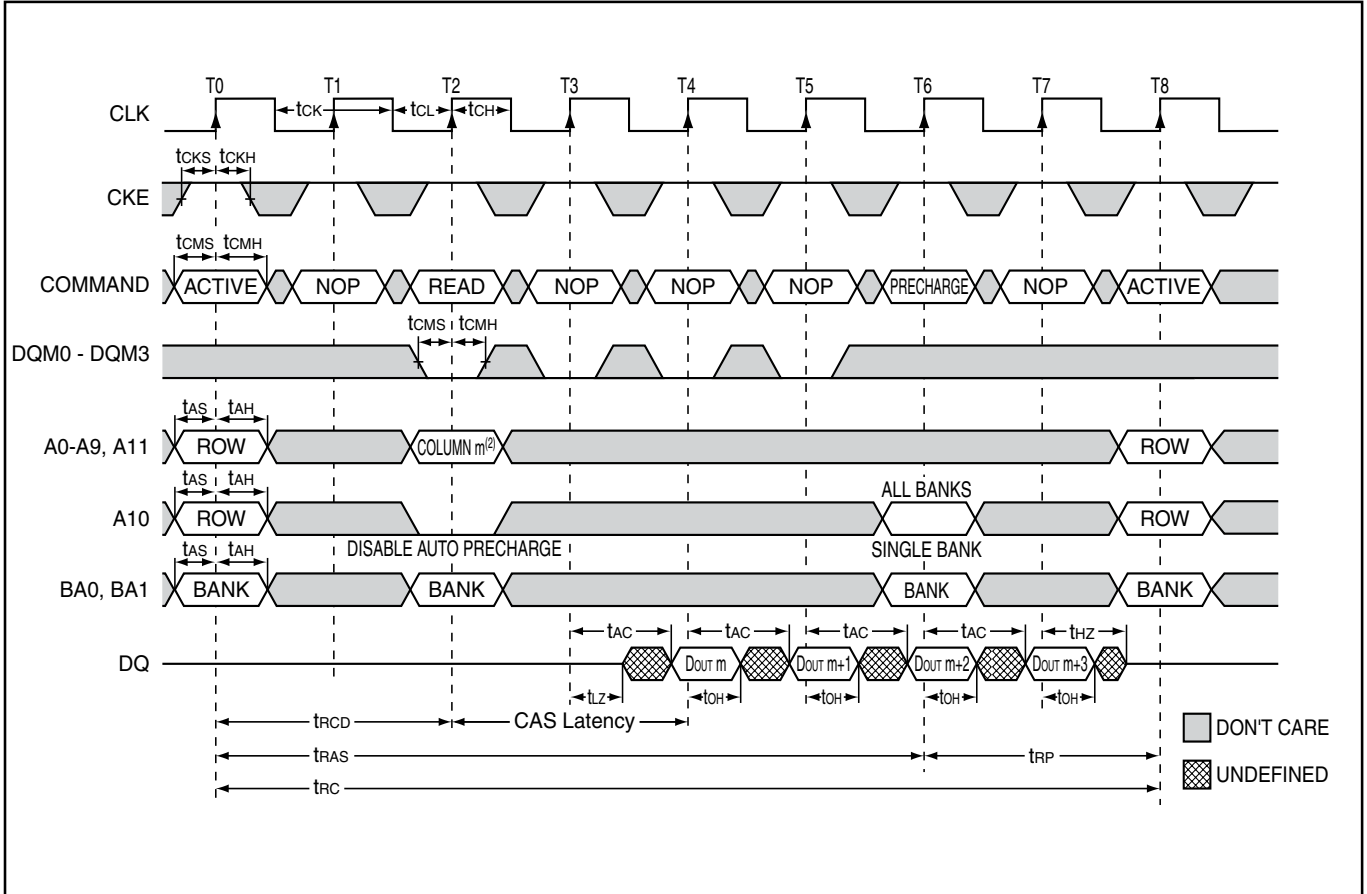 T0 T1 T2 T3 T4 T5 T6 T7 T8
CLK tCK tCL tCH
tCKS tCKH
CKE
tCMS tCMH
COMMAND ACTIVE NOP READ NOP NOP NOP PRECHARGE NOP ACTIVE
tCMS tCMH
DQM0 - DQM3
tAS tAH
A0-A9, A11 ROW COLUMN m(2) ROW
tAS tAH ALL BANKS
A10 ROW ROW
tAS tAH DISABLE AUTO PRECHARGE SINGLE BANK
BA0, BA1 BANK BANK BANK BANK
tAC tAC tAC tAC tHZ
DQ DOUT m DOUT m+1 DOUT m+2 DOUT m+3
tLZ tOH tOH tOH tOH
tRCD CAS Latency
DON'T CARE
tRAS tRP
UNDEFINED
tRC